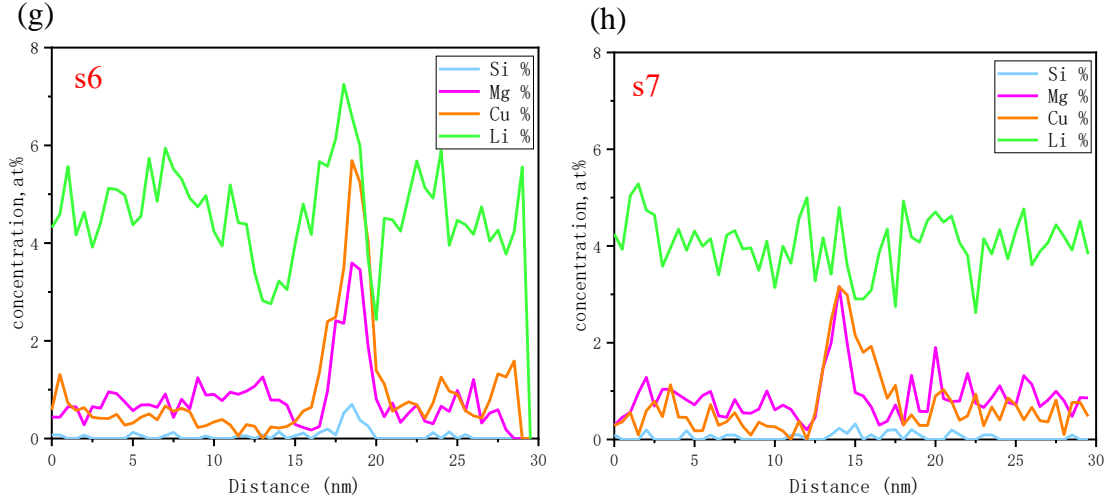 (g)
(h)
s6
Si %
Mg %
Cu %
Li %
8
6
4
2
0
concentration, at%
0 5 10 15 20 25 30
Distance (nm)
s7
Si %
Mg %
Cu %
Li %
8
6
4
2
0
concentration, at%
0 5 10 15 20 25 30
Distance (nm)